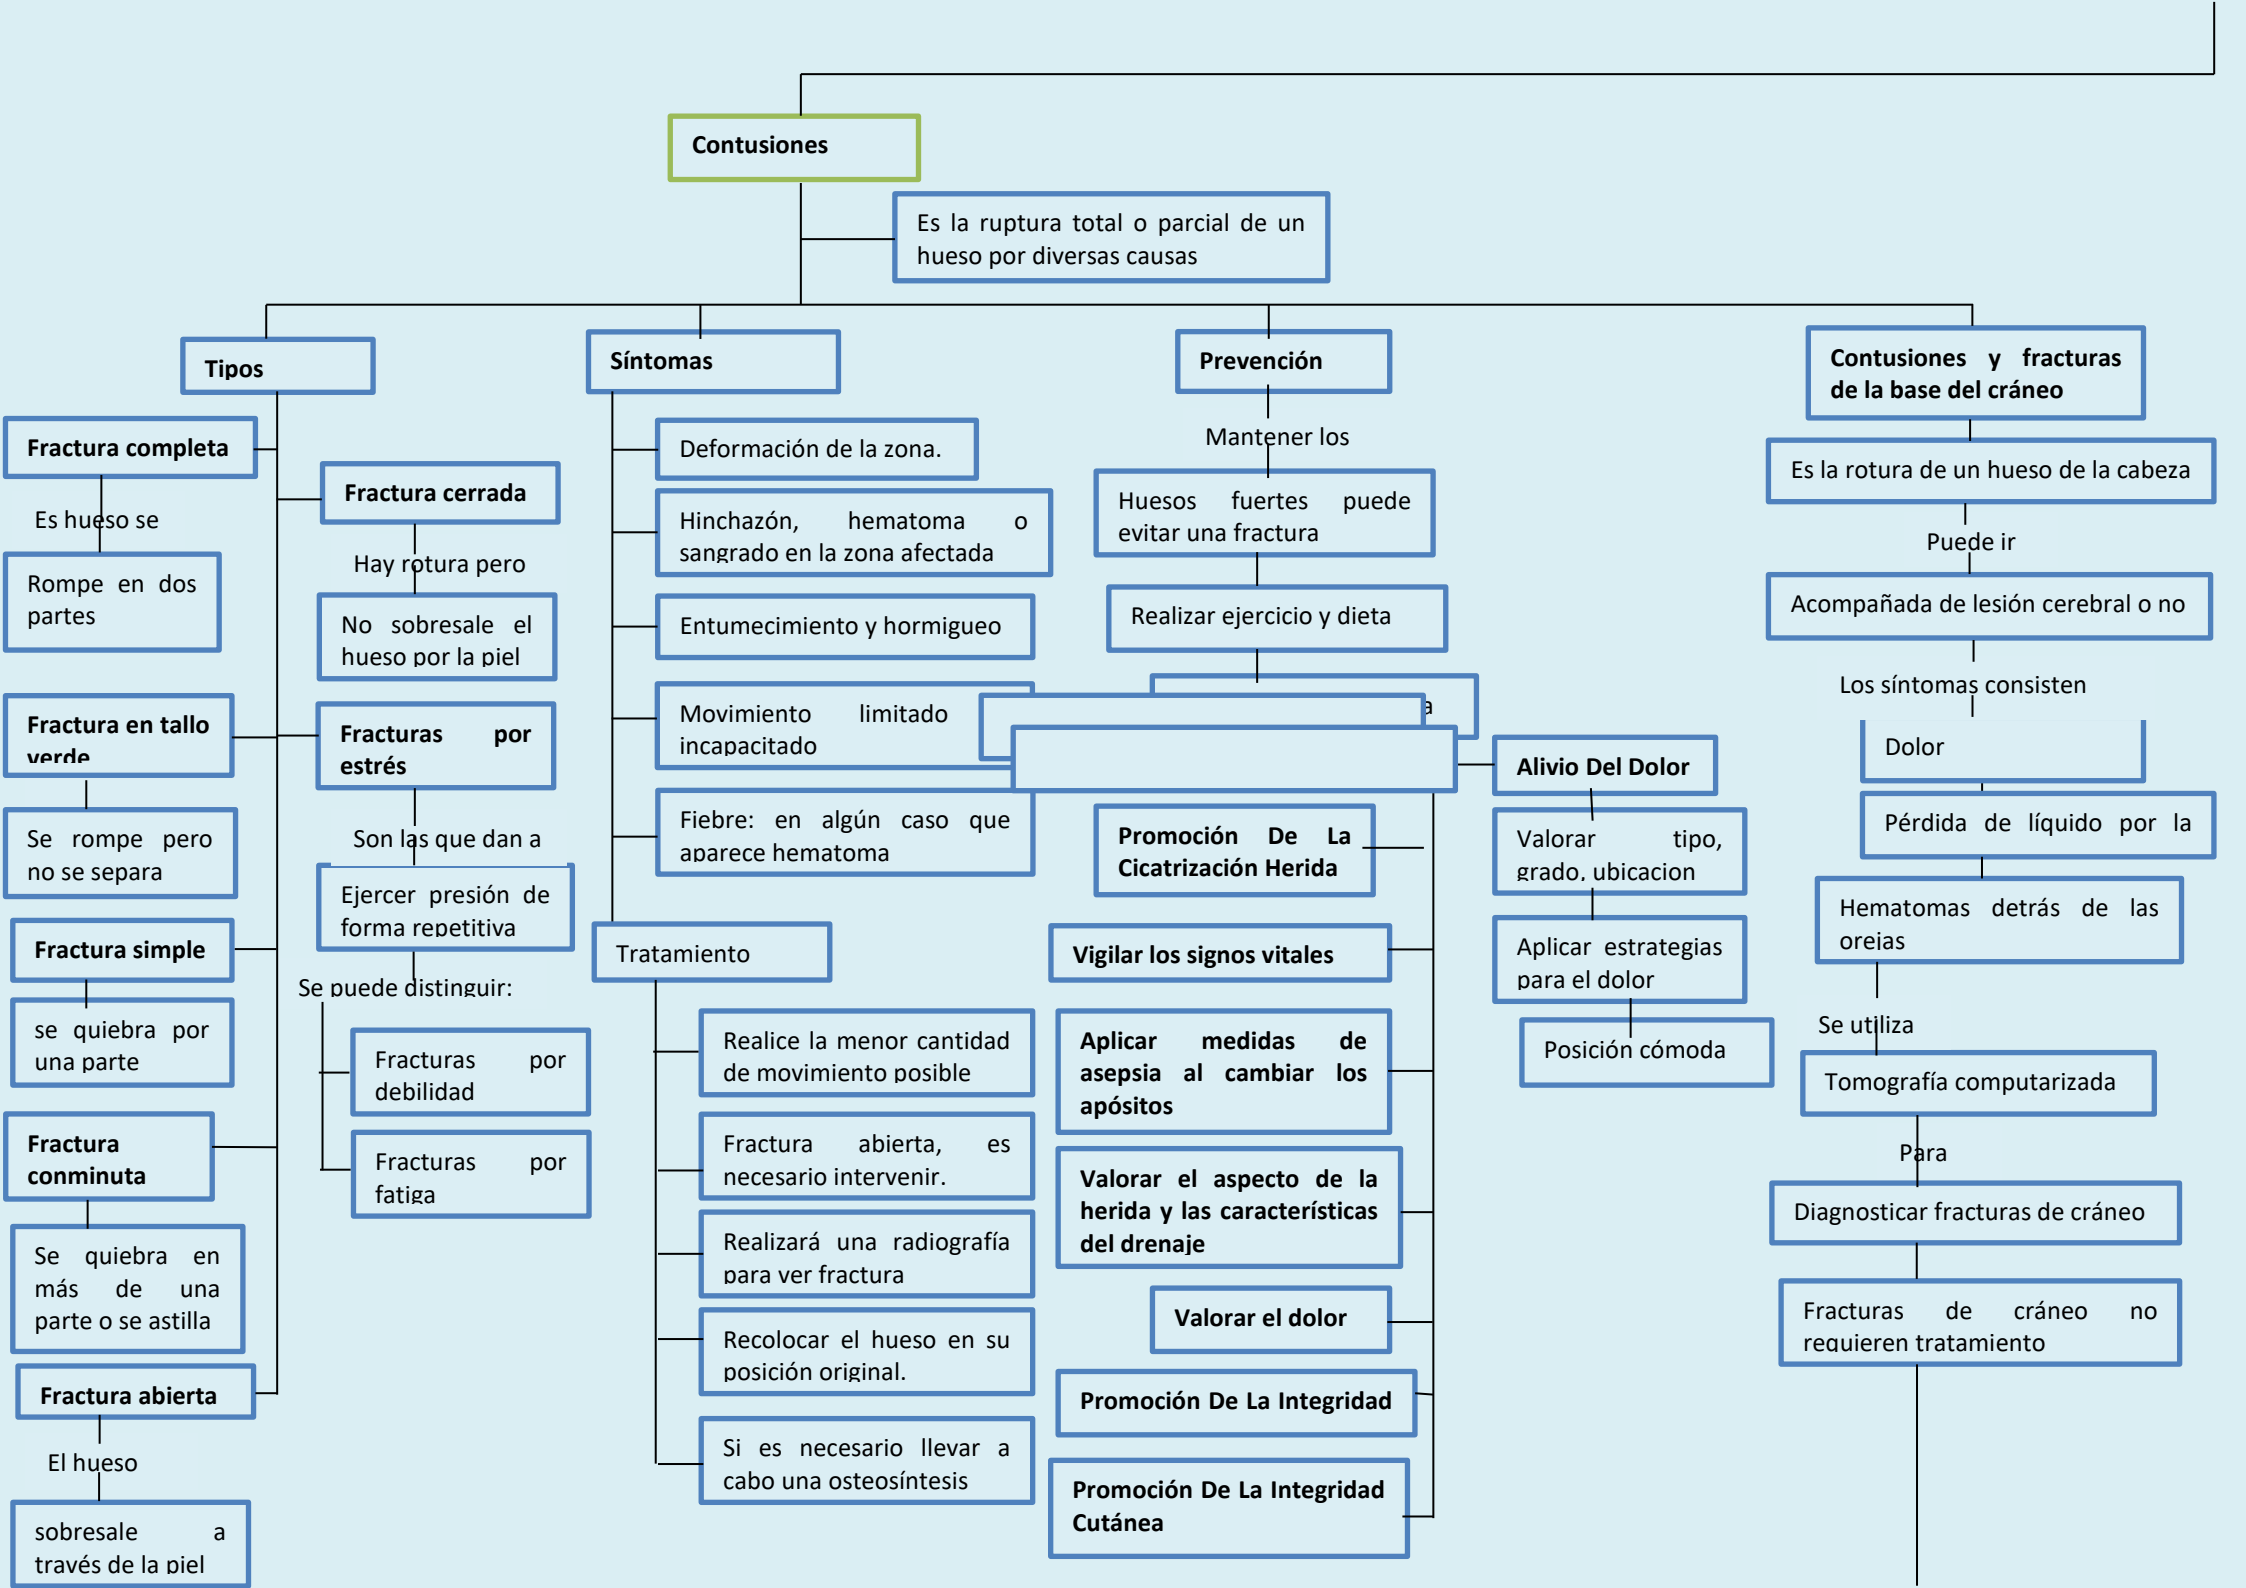 Contusiones
Es la ruptura total o parcial de un
hueso por diversas causas
Tipos
Fractura completa
Es hueso se
Rompe en dos
partes
Fractura en tallo
verde
Se rompe pero
no se separa
Fractura simple
se quiebra por
una parte
Fractura
conminuta
Se quiebra en
más de una
parte o se astilla
Fractura abierta
El hueso
sobresale a
través de la piel
Fractura cerrada
Hay rotura pero
No sobresale el
hueso por la piel
Fracturas por
estrés
Son las que dan a
Ejercer presión de
forma repetitiva
Se puede distinguir:
Fracturas por
debilidad
Fracturas por
fatiga
Síntomas
Deformación de la zona.
Hinchazón, hematoma o
sangrado en la zona afectada
Entumecimiento y hormigueo
Movimiento limitado
incapacitado
Fiebre: en algún caso que
aparece hematoma
Tratamiento
Realice la menor cantidad
de movimiento posible
Fractura abierta, es
necesario intervenir.
Realizará una radiografía
para ver fractura
Recolocar el hueso en su
posición original.
Si es necesario llevar a
cabo una osteosíntesis
Prevención
Mantener los
Huesos fuertes puede
evitar una fractura
Realizar ejercicio y dieta
Promoción De La
Cicatrización Herida
Vigilar los signos vitales
Aplicar medidas de
asepsia al cambiar los
apósitos
Valorar el aspecto de la
herida y las características
del drenaje
Valorar el dolor
Promoción De La Integridad
Promoción De La Integridad
Cutánea
Alivio Del Dolor
Valorar tipo,
grado, ubicacion
Aplicar estrategias
para el dolor
Posición cómoda
Contusiones y fracturas
de la base del cráneo
Es la rotura de un hueso de la cabeza
Puede ir
Acompañada de lesión cerebral o no
Los síntomas consisten
Dolor
Pérdida de líquido por la
Hematomas detrás de las
orejas
Se utiliza
Tomografía computarizada
Para
Diagnosticar fracturas de cráneo
Fracturas de cráneo no
requieren tratamiento